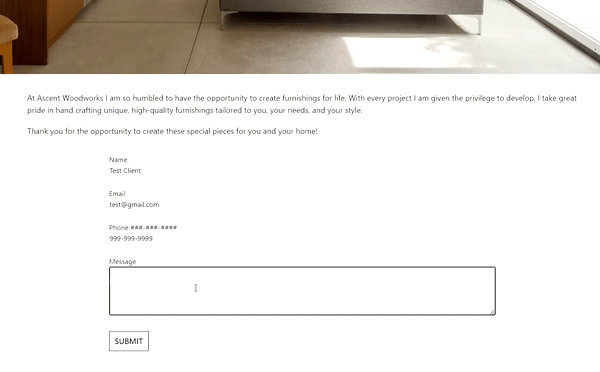 At Ascent Woodworks I am so humbled to have the opportunity to create furnishings for life. With every project I am given the privilege to develop, I take great
pride in hand crafting unique, high-quality furnishings tailored to you, your needs, and your style.
Thank you for the opportunity to create these special pieces for you and your home!
Name
Test Client
Email
test@gmail.com
Phone ###-###-####
999-999-9999
Message
SUBMIT